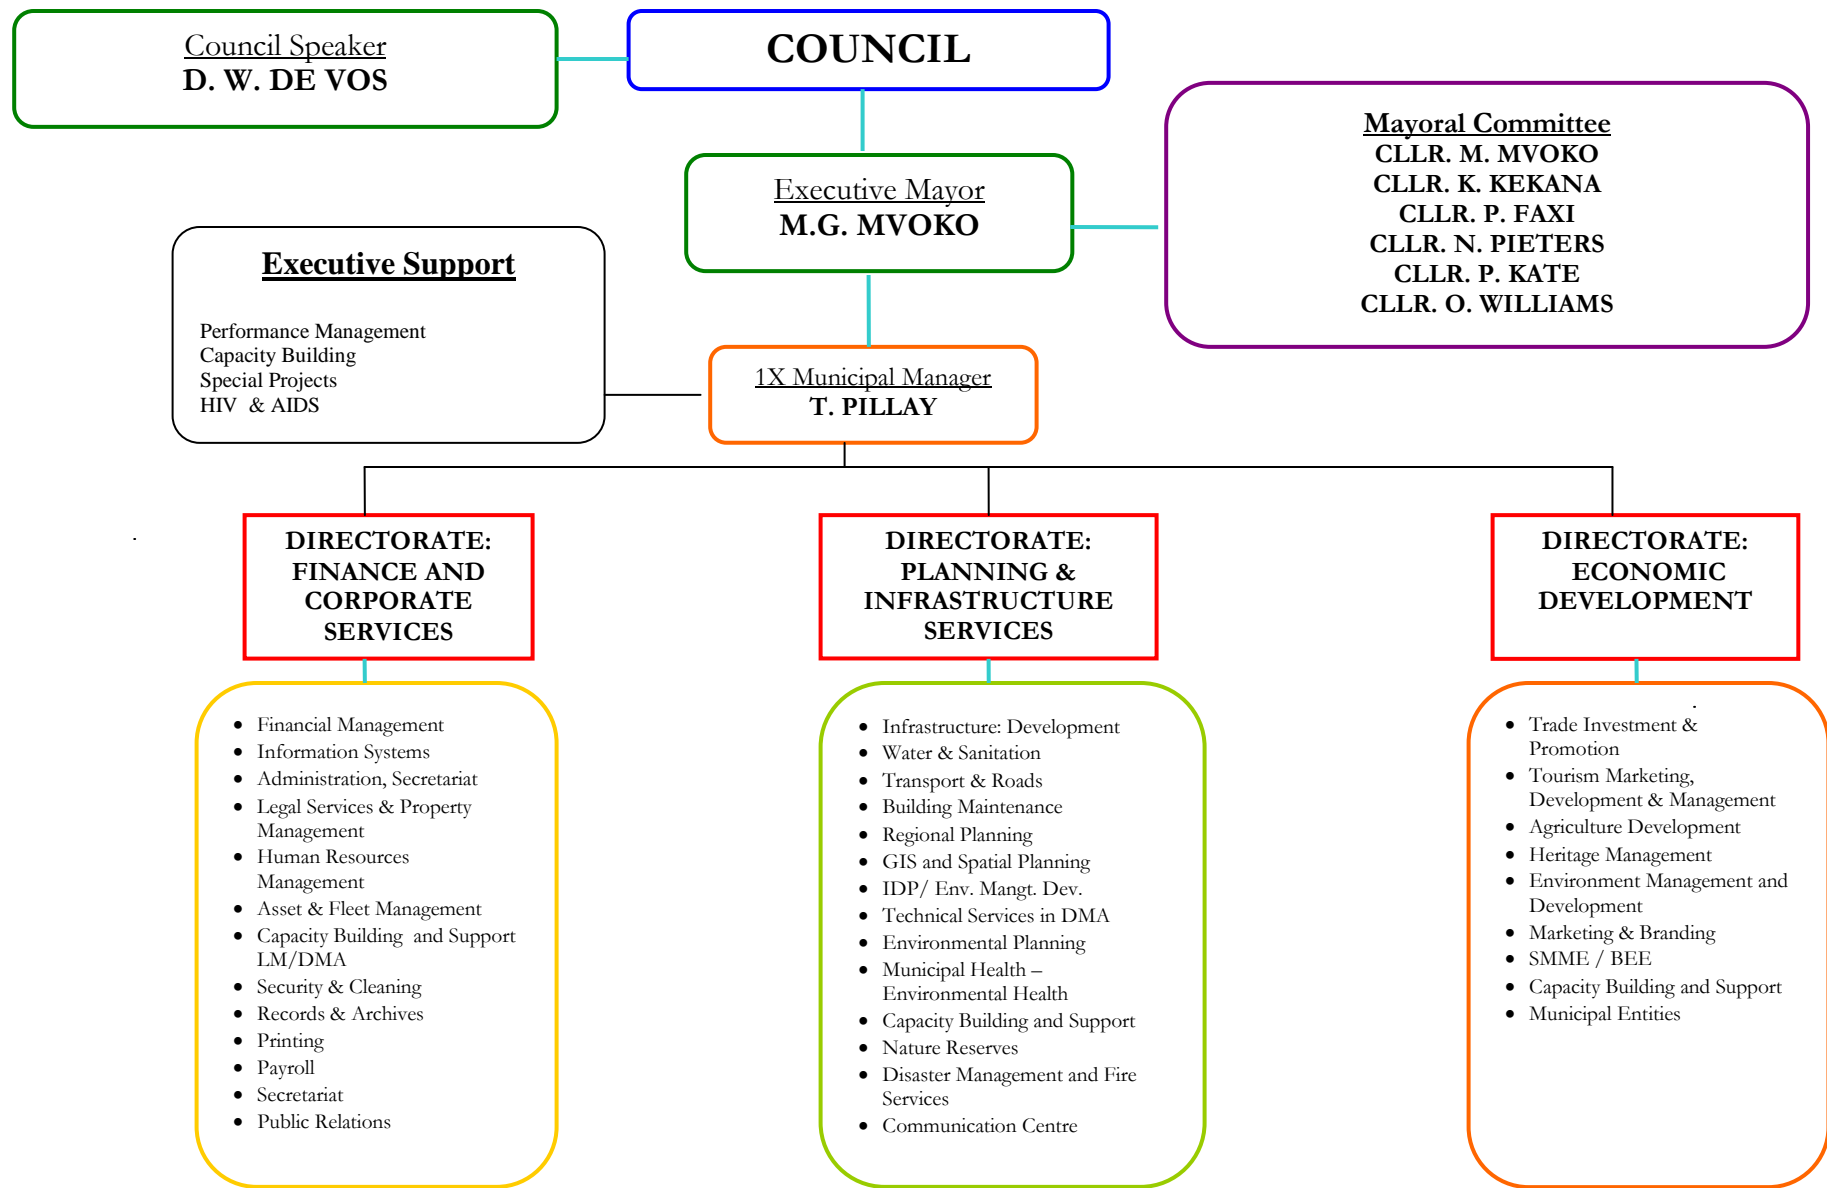 Council Speaker
D. W. DE VOS
COUNCIL
Mayoral Committee
CLLR. M. MVOKO
CLLR. K. KEKANA
CLLR. P. FAXI
CLLR. N. PIETERS
CLLR. P. KATE
CLLR. O. WILLIAMS
Executive Mayor
M.G. MVOKO
Executive Support
Performance Management
Capacity Building
Special Projects
HIV & AIDS
1X Municipal Manager
T. PILLAY
DIRECTORATE:
FINANCE AND
CORPORATE
SERVICES
DIRECTORATE:
PLANNING &
INFRASTRUCTURE
SERVICES
DIRECTORATE:
ECONOMIC
DEVELOPMENT
• Financial Management
• Information Systems
• Administration, Secretariat
• Legal Services & Property
Management
• Human Resources
Management
• Asset & Fleet Management
• Capacity Building and Support
LM/DMA
• Security & Cleaning
• Records & Archives
• Printing
• Payroll
• Secretariat
• Public Relations
• Infrastructure: Development
• Water & Sanitation
• Transport & Roads
• Building Maintenance
• Regional Planning
• GIS and Spatial Planning
• IDP/ Env. Mangt. Dev.
• Technical Services in DMA
• Environmental Planning
• Municipal Health –
Environmental Health
• Capacity Building and Support
• Nature Reserves
• Disaster Management and Fire
Services
• Communication Centre
• Trade Investment &
Promotion
• Tourism Marketing,
Development & Management
• Agriculture Development
• Heritage Management
• Environment Management and
Development
• Marketing & Branding
• SMME / BEE
• Capacity Building and Support
• Municipal Entities